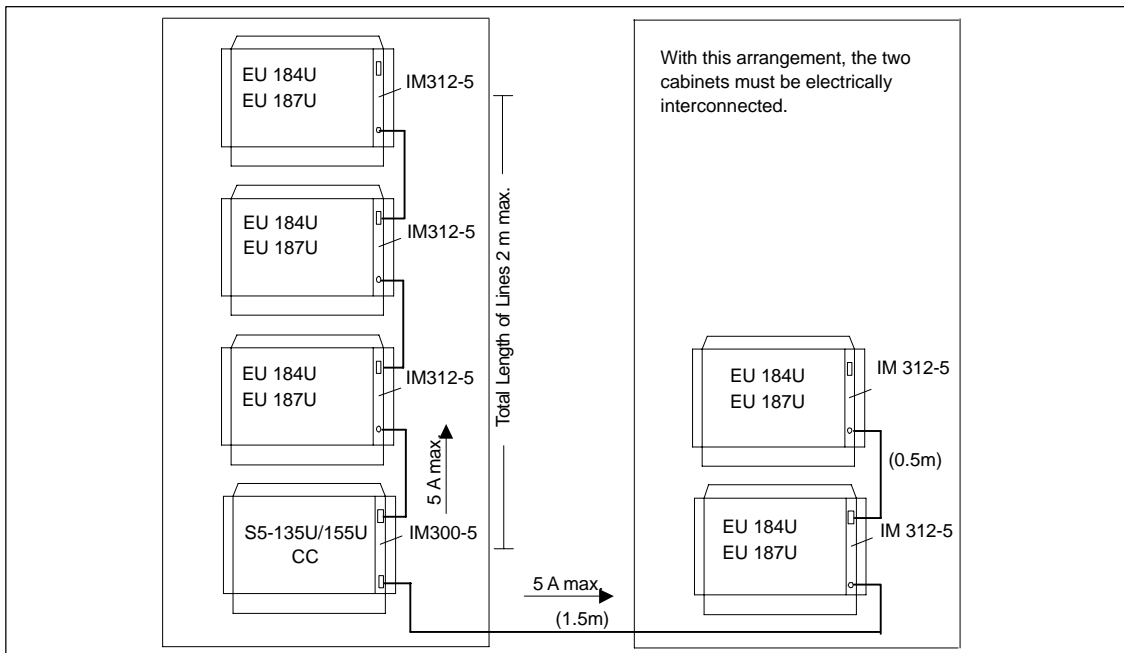 EU 184U
EU 187U
IM312-5
EU 184U
EU 187U
IM312-5
EU 184U
EU 187U
IM312-5
S5-135U/155U
CC
IM300-5
5 A max.
Total Length of Lines 2 m max.
5 A max.
(1.5m)
With this arrangement, the two
cabinets must be electrically
interconnected.
EU 184U
EU 187U
IM 312-5
(0.5m)
EU 184U
EU 187U
IM 312-5